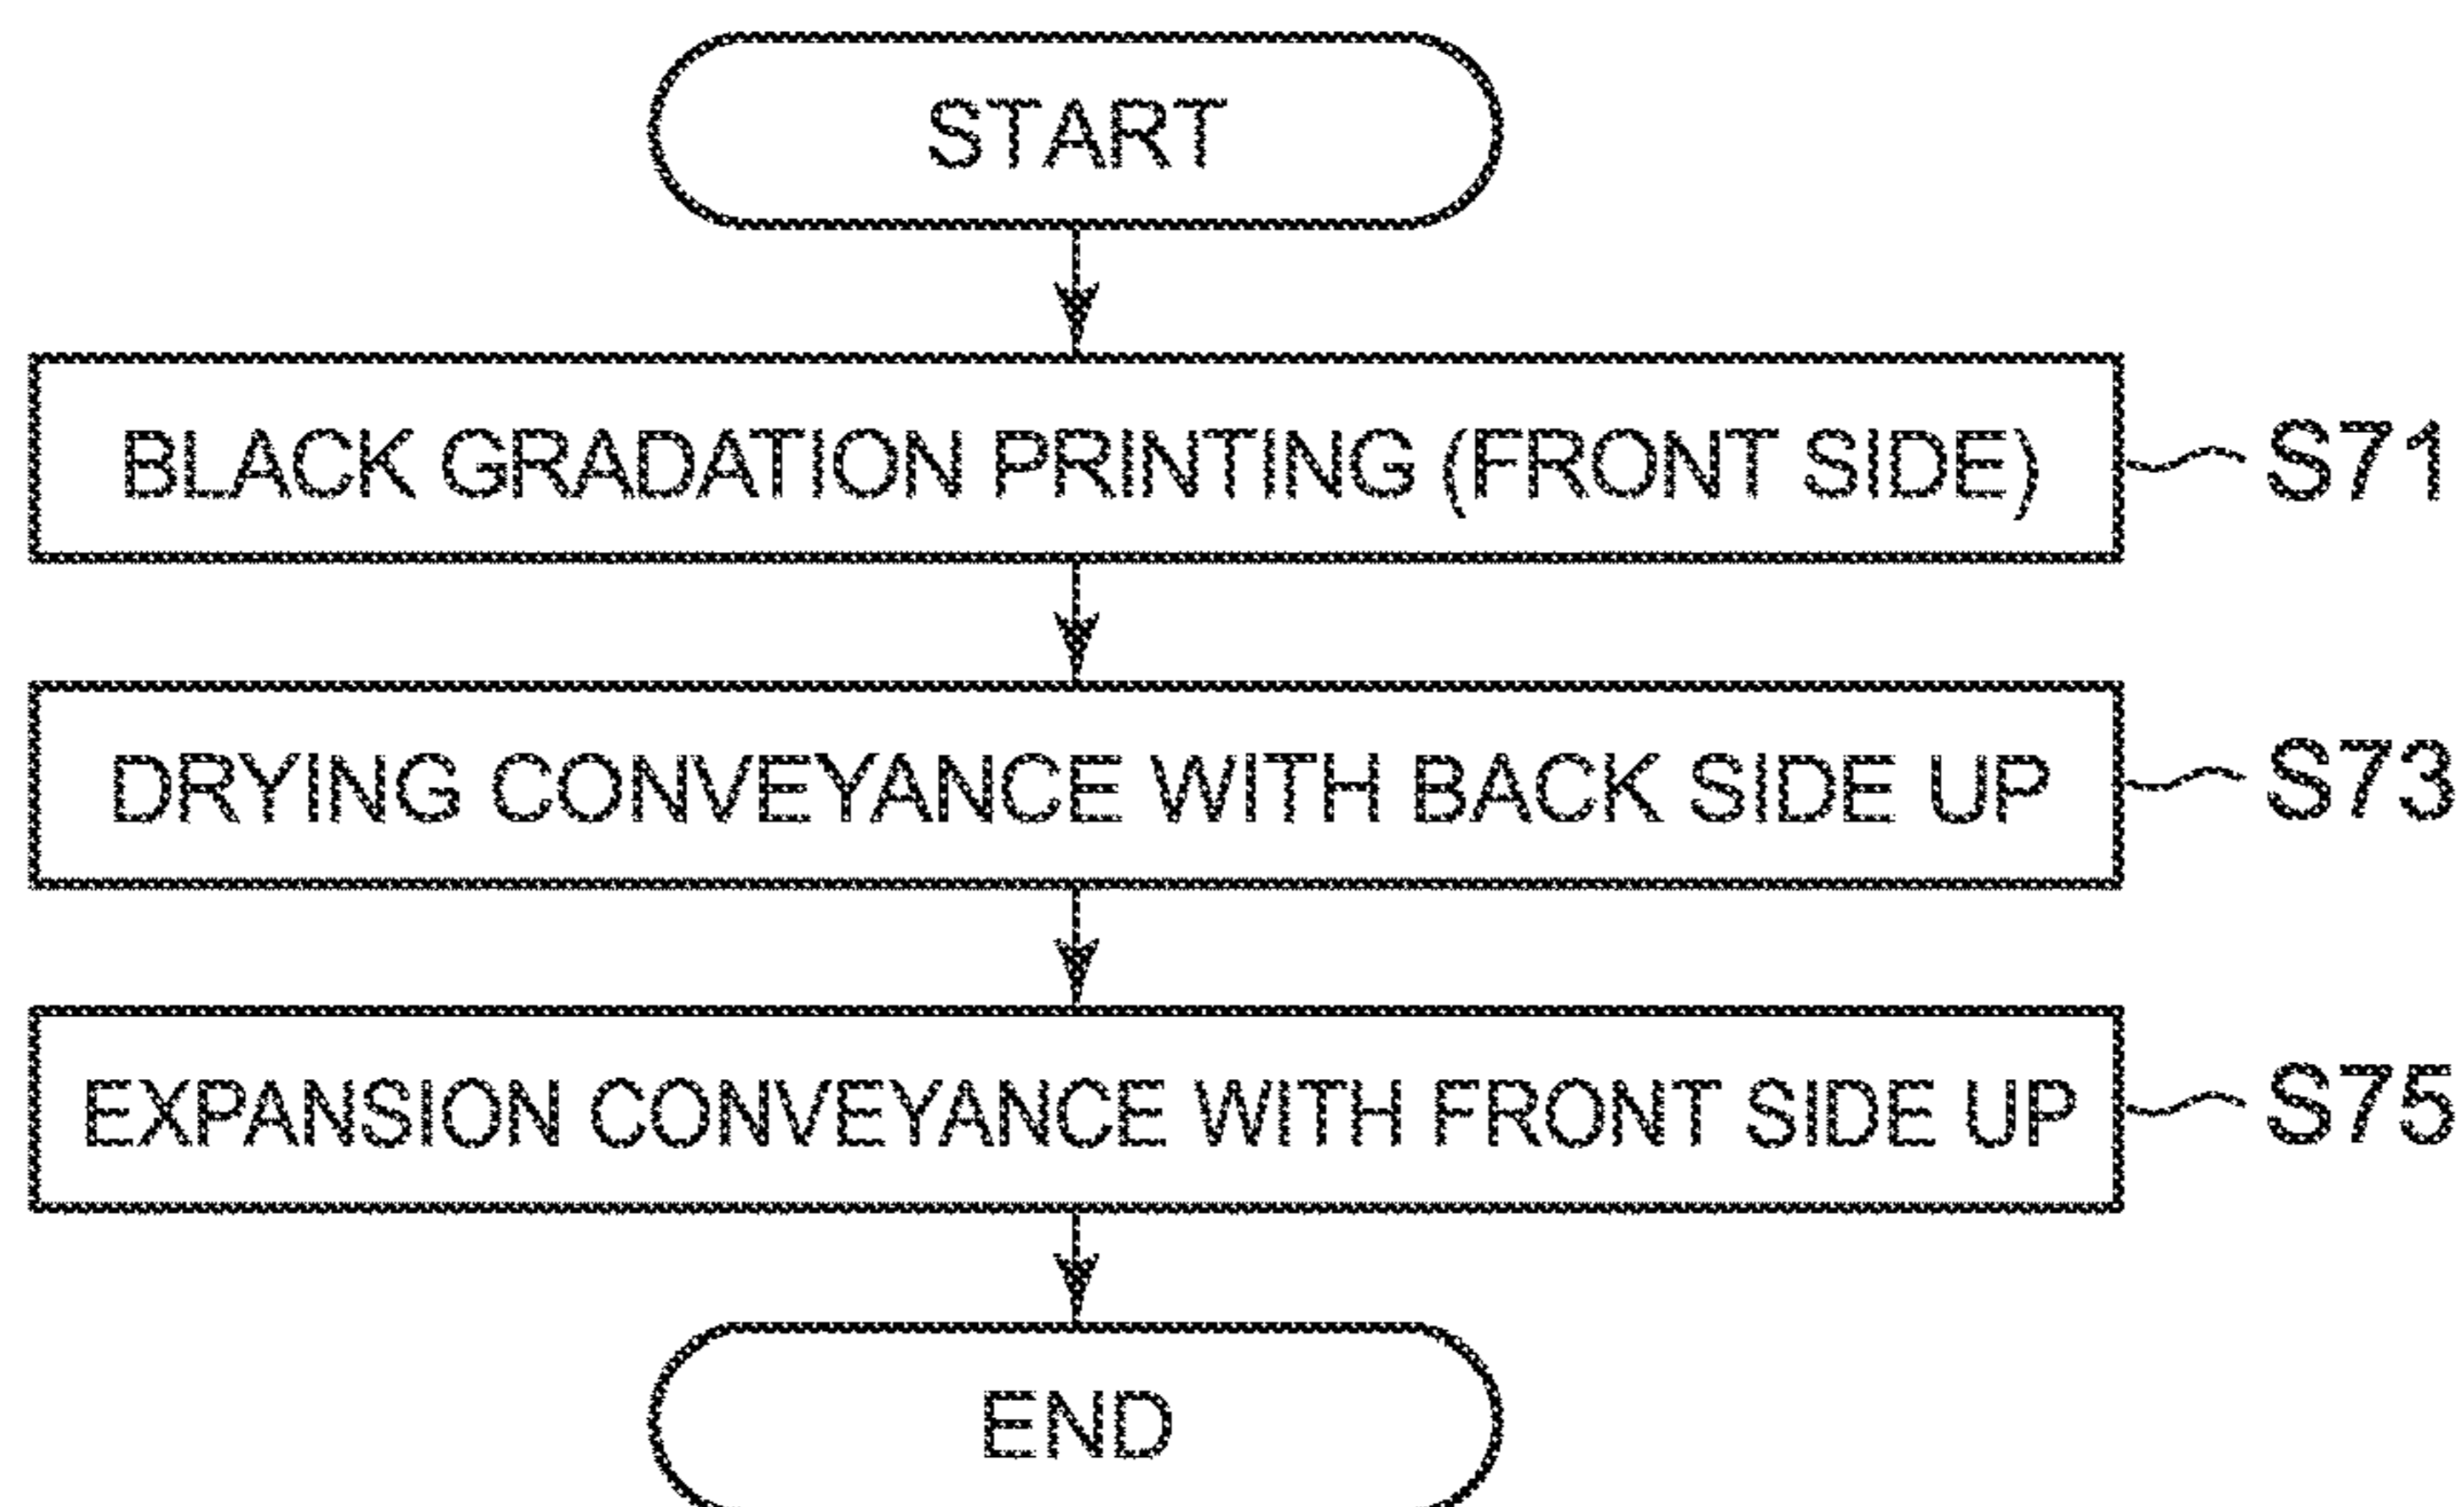 START
BLACK GRADATION PRINTING (FRONT SIDE) S71
DRYING CONVEYANCE WITH BACK SIDE UP S73
EXPANSION CONVEYANCE WITH FRONT SIDE UP S75
END